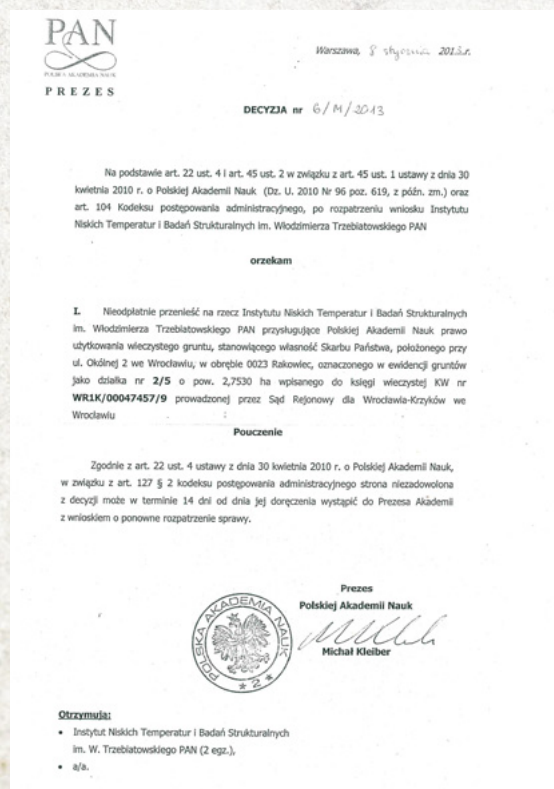 PAN
POLSKA AKADEMIA NAUK
PREZES
Warszawa, 8 stycznia 2013.r.
DECYZJA nr 6/M/2013
Na podstawie art. 22 ust. 4 i art. 45 ust. 2 w związku z art. 45 ust. 1 ustawy z dnia 30
kwietnia 2010 r. o Polskiej Akademii Nauk (Dz. U. 2010 Nr 96 poz. 619, z późn. zm.) oraz
art. 104 Kodeksu postępowania administracyjnego, po rozpatrzeniu wniosku Instytutu
Niskich Temperatur i Badań Strukturalnych im. Włodzimierza Trzebiatowskiego PAN
orzekam
I. Nieodpłatnie przenieść na rzecz Instytutu Niskich Temperatur i Badań Strukturalnych
im. Włodzimierza Trzebiatowskiego PAN przysługujące Polskiej Akademii Nauk prawo
użytkowania wieczystego gruntu, stanowiącego własność Skarbu Państwa, położonego przy
ul. Okólnej 2 we Wrocławiu, w obrębie 0023 Rakowiec, oznaczonego w ewidencji gruntów
jako działka nr 2/5 o pow. 2,7530 ha wpisanego do księgi wieczystej KW nr
WR1K/00047457/9 prowadzonej przez Sąd Rejonowy dla Wrocławia-Krzyków we
Wrocławiu
Pouczenie
Zgodnie z art. 22 ust. 4 ustawy z dnia 30 kwietnia 2010 r. o Polskiej Akademii Nauk,
w związku z art. 127 § 2 kodeksu postępowania administracyjnego strona niezadowolona
z decyzji może w terminie 14 dni od dnia jej doręczenia wystąpić do Prezesa Akademii
z wnioskiem o ponowne rozpatrzenie sprawy.
Prezes
Polskiej Akademii Nauk
Michał Kleiber
POLSKA AKADEMIA NAUK
* 2 *
Otrzymują:
• Instytut Niskich Temperatur i Badań Strukturalnych
im. W. Trzebiatowskiego PAN (2 egz.),
• a/a.